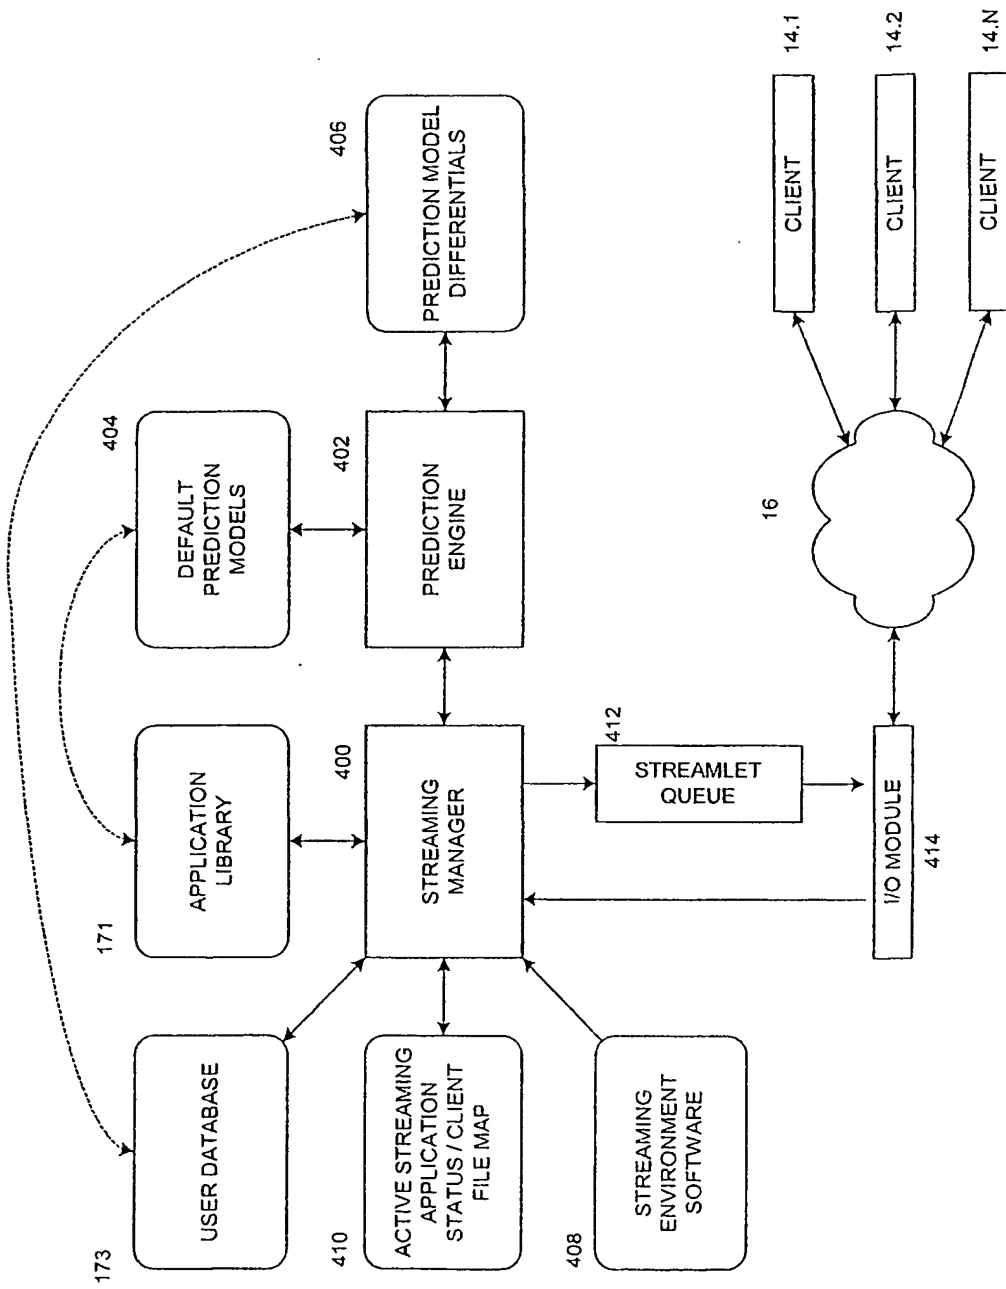 173
USER DATABASE
171
APPLICATION
LIBRARY
404
DEFAULT
PREDICTION
MODELS
410
ACTIVE STREAMING
APPLICATION
STATUS / CLIENT
FILE MAP
400
STREAMING
MANAGER
402
PREDICTION
ENGINE
406
PREDICTION MODEL
DIFFERENTIALS
408
STREAMING
ENVIRONMENT
SOFTWARE
412
STREAMLET
QUEUE
I/O MODULE
414
16
CLIENT
14.1
CLIENT
14.2
CLIENT
14.N